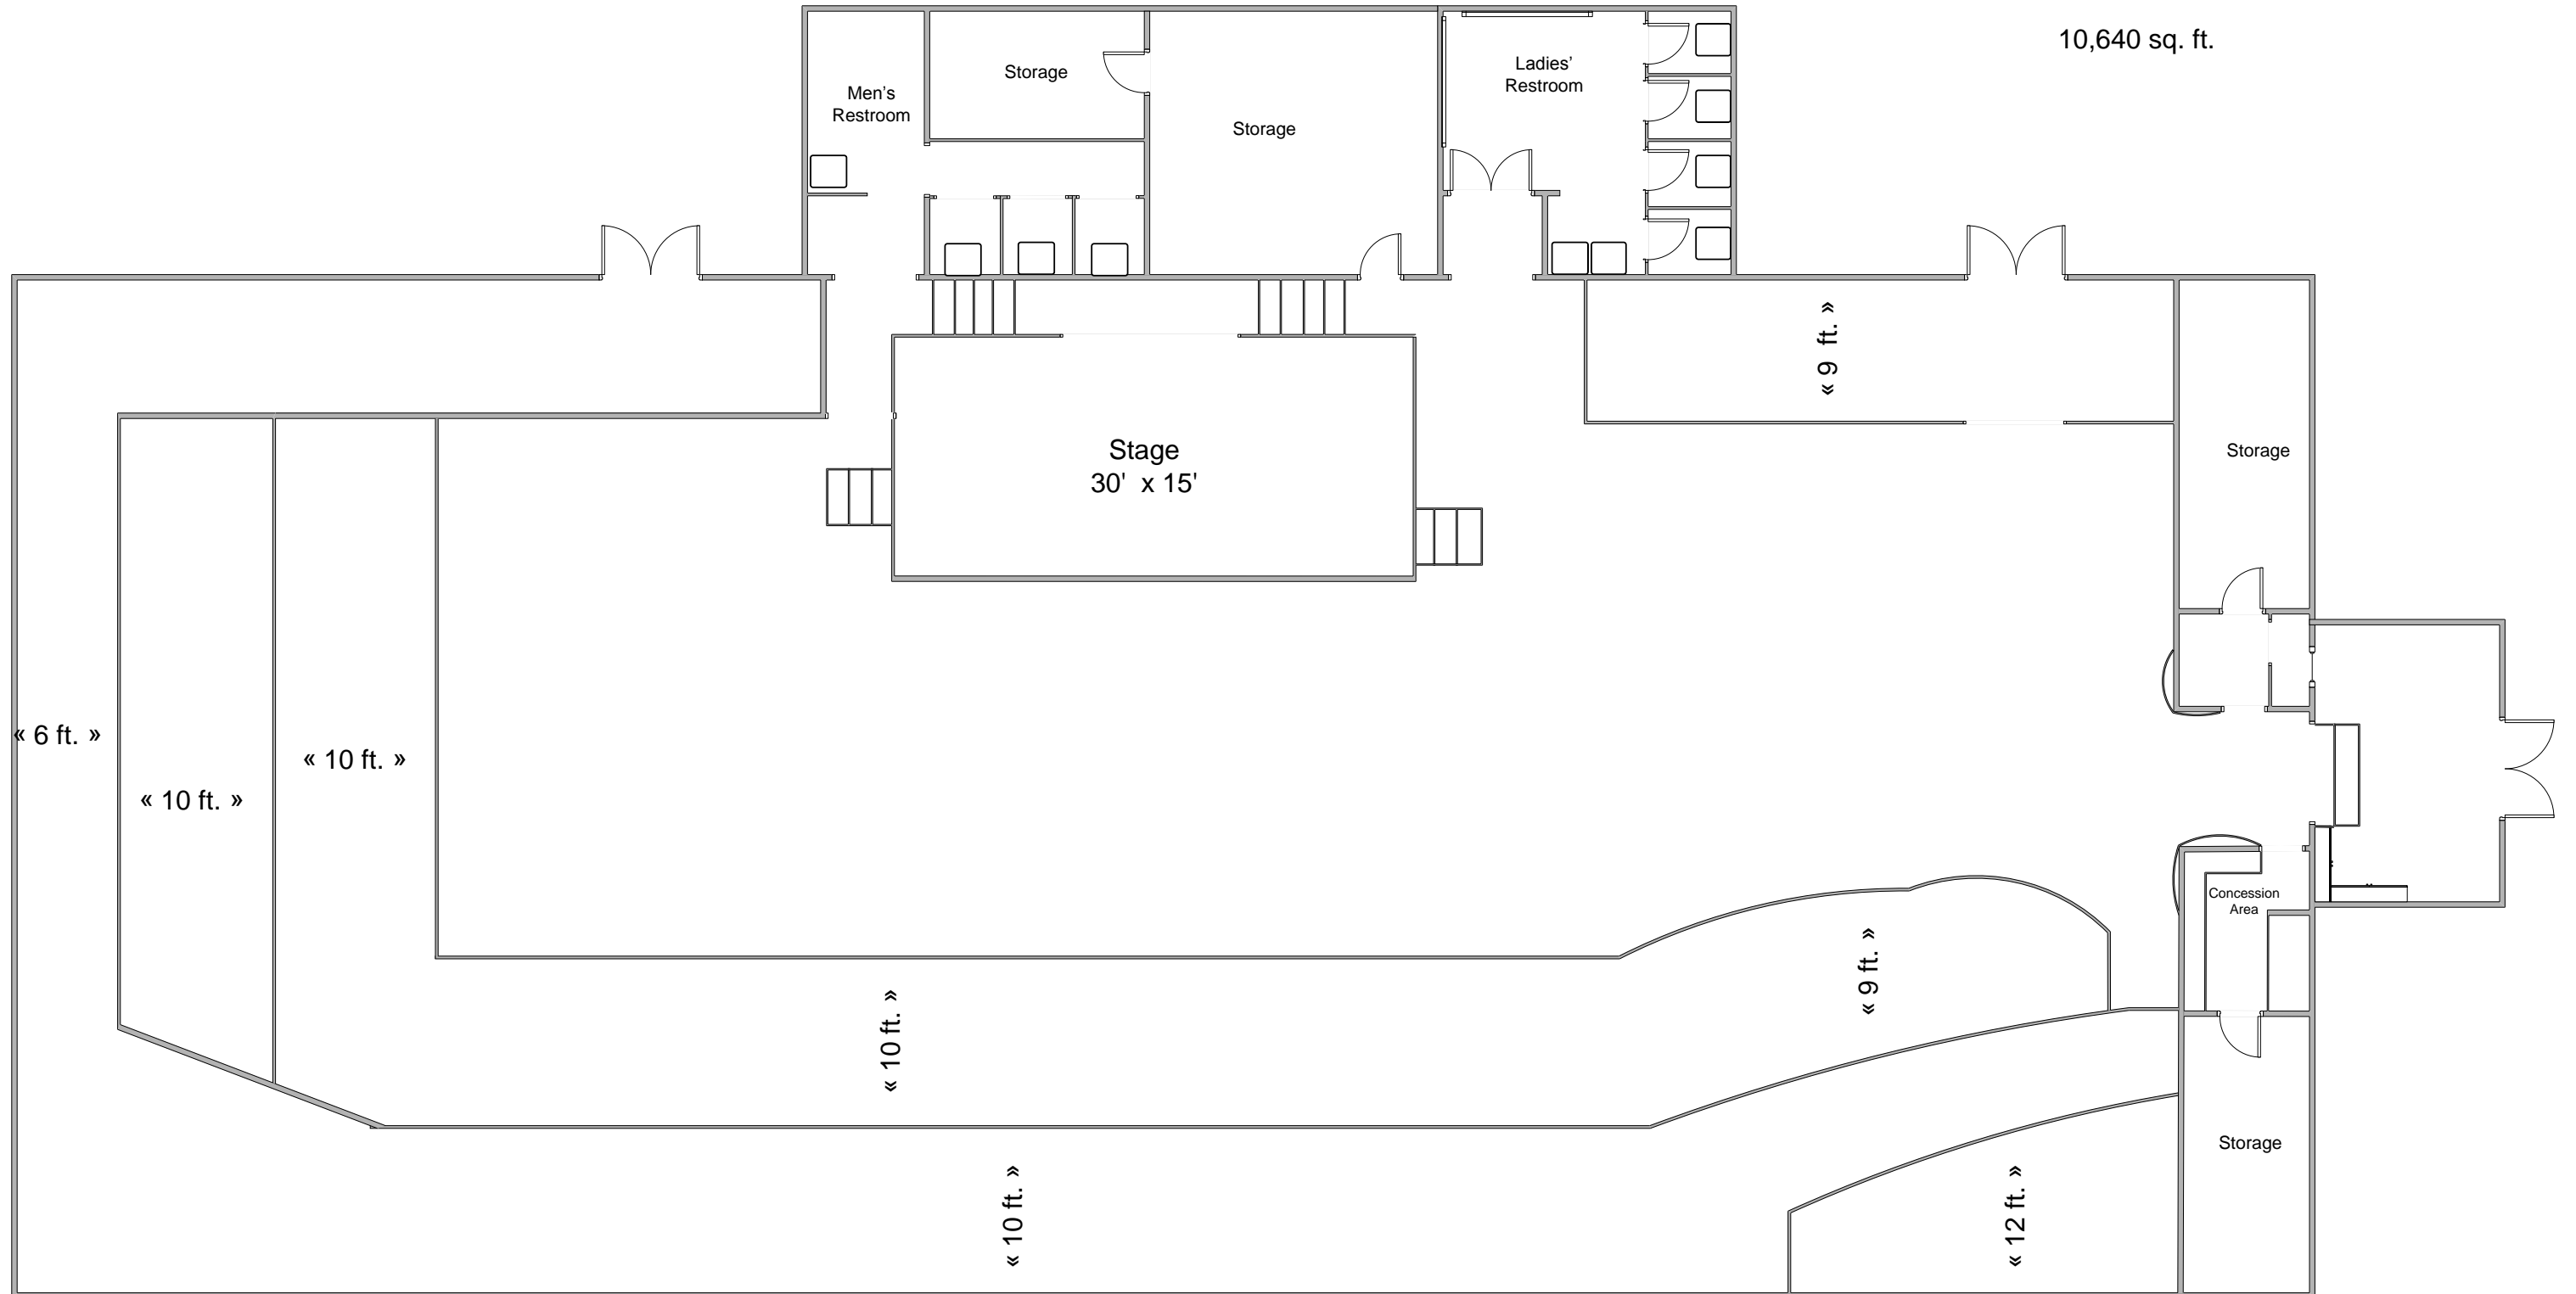 10,640 sq. ft.
Men's
Restroom
Storage
Storage
Ladies'
Restroom
« 9  ft. »
Stage
30'  x 15'
Storage
« 6 ft. »
« 10 ft. »
« 10 ft. »
Concession
Area
« 9 ft. »
« 10 ft. »
Storage
« 10 ft. »
« 12 ft. »